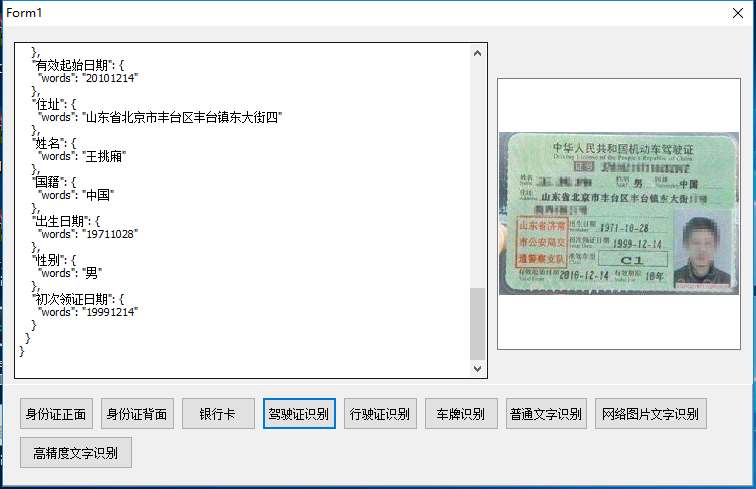 Form1
},
"有效起始日期": {
"words": "20101214"
},
"住址": {
"words": "山东省北京市丰台区丰台镇东大街四"
},
"姓名": {
"words": "王挑厢"
},
"国籍": {
"words": "中国"
},
"出生日期": {
"words": "19711028"
},
"性别": {
"words": "男"
},
"初次领证日期": {
"words": "19991214"
}
}
}
中华人民共和国机动车驾驶证
Driving License of the People's Republic of China
证号
姓名 性别 男 国籍 中国
住址 山东省北京市丰台区丰台镇东大街
山东省济南
市公安局交
通警察支队
出生日期 1971-10-28
初次领证日期 1999-12-14
准驾车型 C1
有效起始日期 2010-12-14 有效期限 10年
身份证正面
身份证背面
银行卡
驾驶证识别
行驶证识别
车牌识别
普通文字识别
网络图片文字识别
高精度文字识别